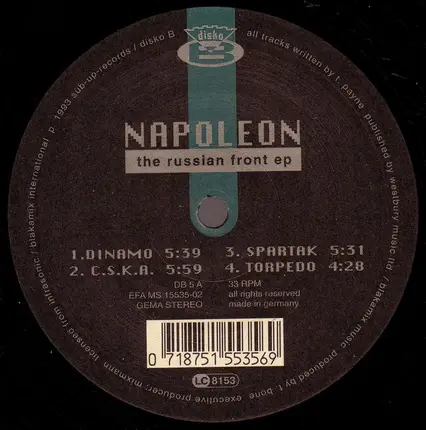 disko
B
all tracks written by t. payne published by westbury music ltd / blakamix music produced by t. bone executive producer; mixmann licensed from infrasonic / blakamix international p 1993 sub-up-records / disko B
NAPOLEON
the russian front ep
1.DINAMO 5:39 3. SPARTAK 5:31
2. C.S.K.A. 5:59 4. TORPEDO 4:28
DB 5 A 33 RPM
EFA MS 15535-02 all rights reserved
GEMA STEREO made in germany
0 718751 553569
LC 8153